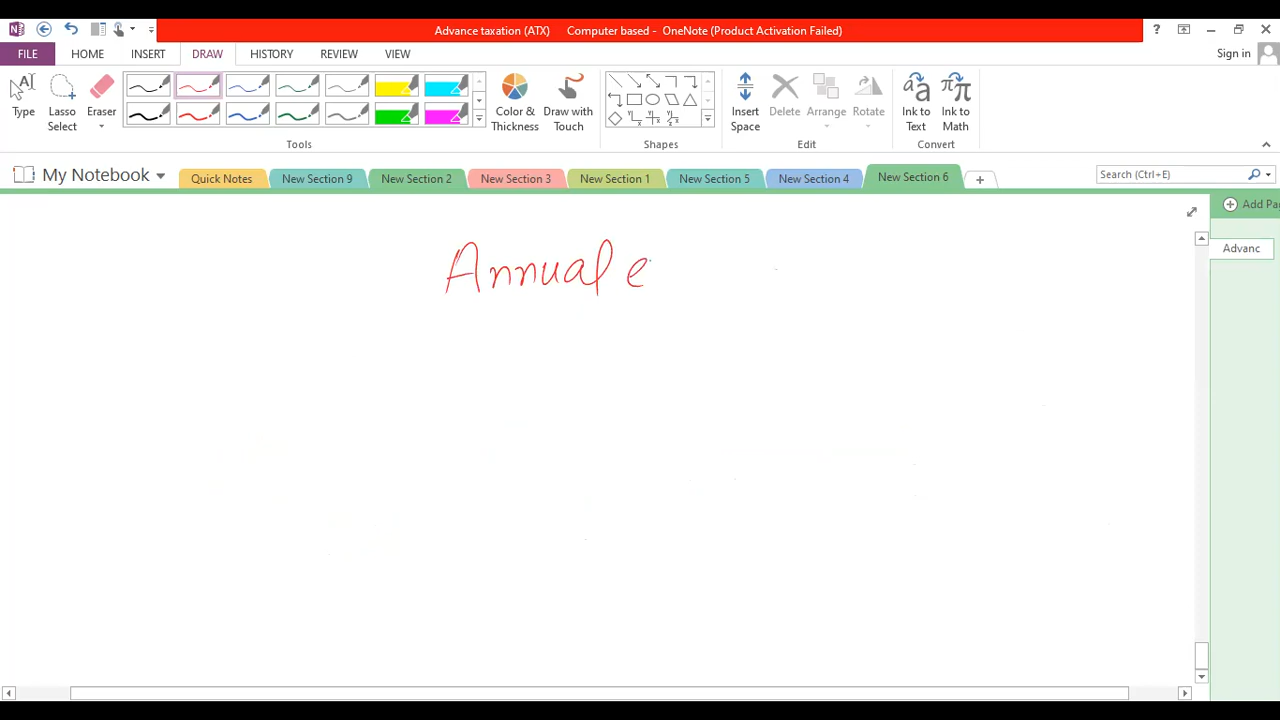 Advance taxation (ATX) Computer based - OneNote (Product Activation Failed)
?
FILE HOME INSERT DRAW HISTORY REVIEW VIEW Sign in
Type
Lasso Select
Eraser
Color & Thickness
Draw with Touch
Insert Space
Delete
Arrange
Rotate
Ink to Text
Ink to Math
Tools Shapes Edit Convert
My Notebook Quick Notes New Section 9 New Section 2 New Section 3 New Section 1 New Section 5 New Section 4 New Section 6 Search (Ctrl+E)
Add Pag
Advanc
Annual e